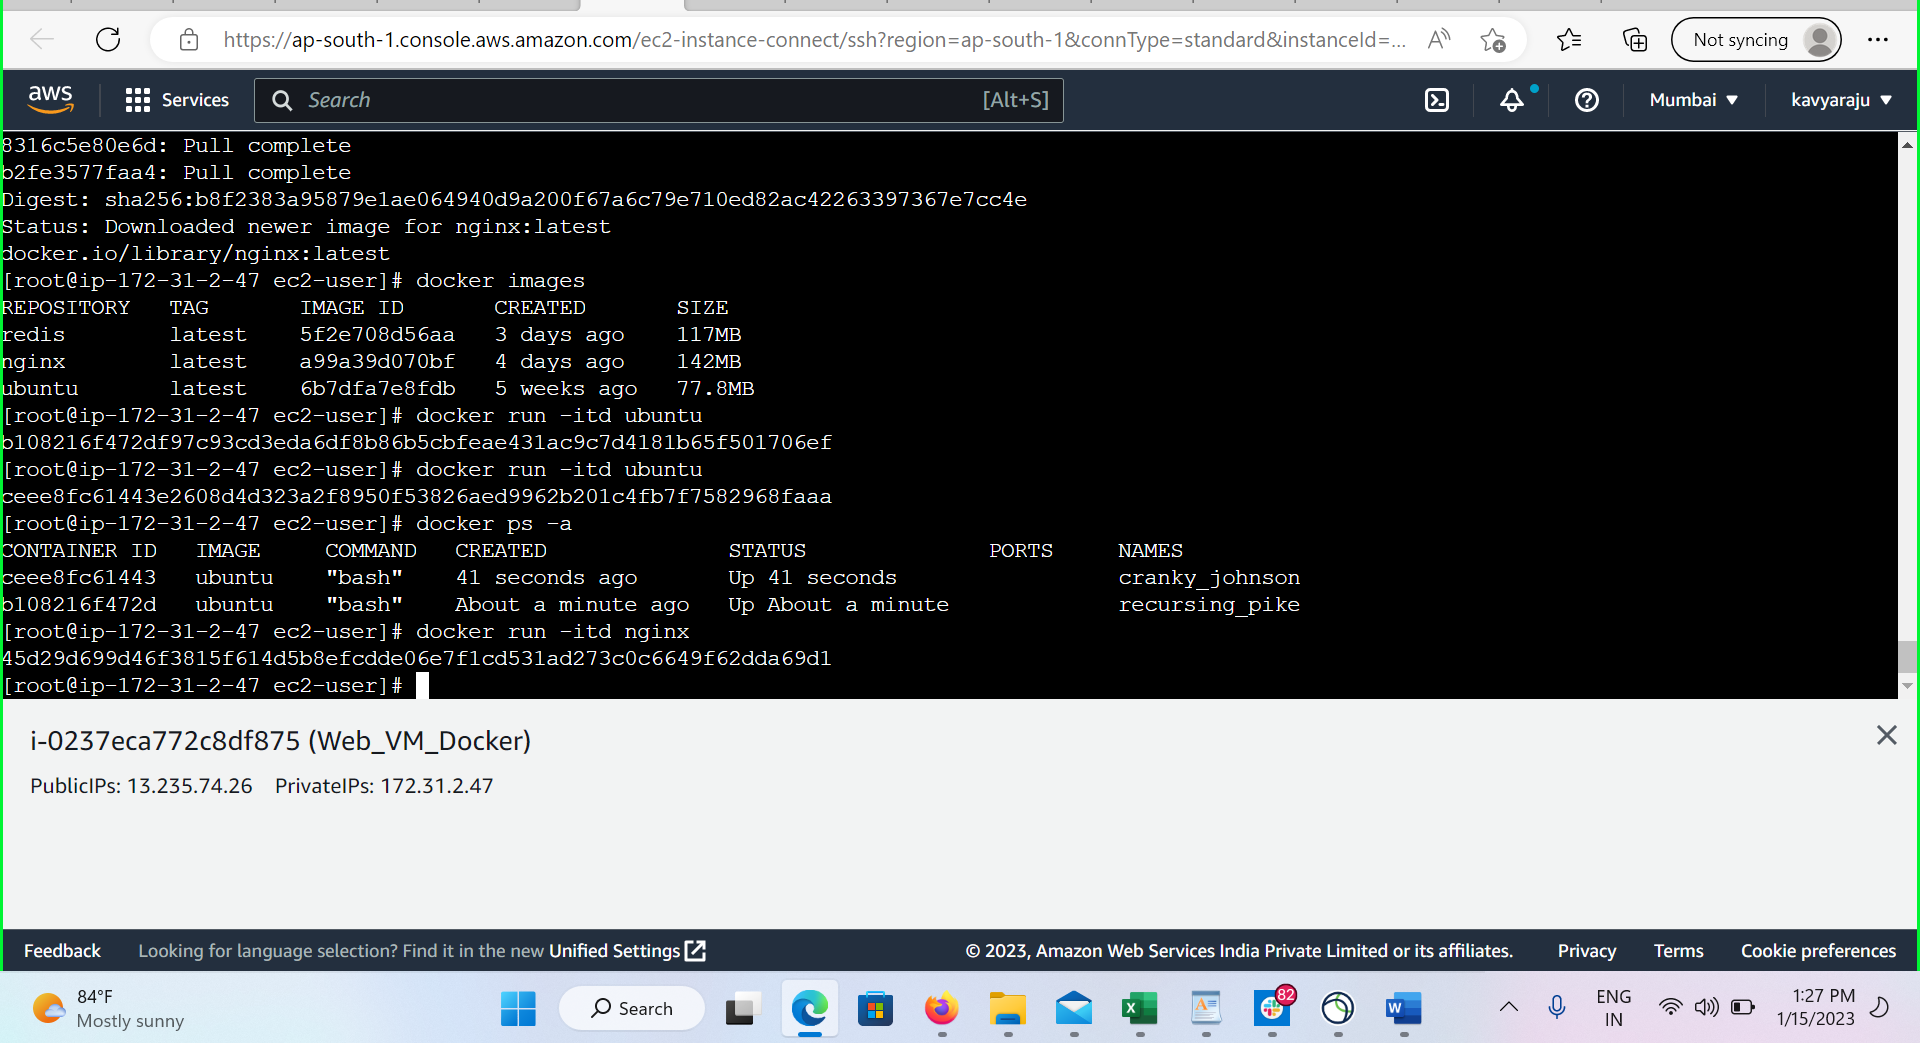 https://ap-south-1.console.aws.amazon.com/ec2-instance-connect/ssh?region=ap-south-1&connType=standard&instanceId=...
Not syncing
aws
Services
Search
[Alt+S]
Mumbai
kavyaraju
8316c5e80e6d: Pull complete
b2fe3577faa4: Pull complete
Digest: sha256:b8f2383a95879e1ae064940d9a200f67a6c79e710ed82ac42263397367e7cc4e
Status: Downloaded newer image for nginx:latest
docker.io/library/nginx:latest
[root@ip-172-31-2-47 ec2-user]# docker images
REPOSITORY   TAG       IMAGE ID       CREATED       SIZE
redis        latest    5f2e708d56aa   3 days ago    117MB
nginx        latest    a99a39d070bf   4 days ago    142MB
ubuntu       latest    6b7dfa7e8fdb   5 weeks ago   77.8MB
[root@ip-172-31-2-47 ec2-user]# docker run -itd ubuntu
b108216f472df97c93cd3eda6df8b86b5cbfeae431ac9c7d4181b65f501706ef
[root@ip-172-31-2-47 ec2-user]# docker run -itd ubuntu
ceee8fc61443e2608d4d323a2f8950f53826aed9962b201c4fb7f7582968faaa
[root@ip-172-31-2-47 ec2-user]# docker ps -a
CONTAINER ID   IMAGE     COMMAND   CREATED              STATUS              PORTS     NAMES
ceee8fc61443   ubuntu    "bash"    41 seconds ago       Up 41 seconds                 cranky_johnson
b108216f472d   ubuntu    "bash"    About a minute ago   Up About a minute             recursing_pike
[root@ip-172-31-2-47 ec2-user]# docker run -itd nginx
45d29d699d46f3815f614d5b8efcdde06e7f1cd531ad273c0c6649f62dda69d1
[root@ip-172-31-2-47 ec2-user]#
i-0237eca772c8df875 (Web_VM_Docker)
PublicIPs: 13.235.74.26 PrivateIPs: 172.31.2.47
Feedback
Looking for language selection? Find it in the new Unified Settings
© 2023, Amazon Web Services India Private Limited or its affiliates.
Privacy
Terms
Cookie preferences
84°F
Mostly sunny
Search
82
ENG
IN
1:27 PM
1/15/2023